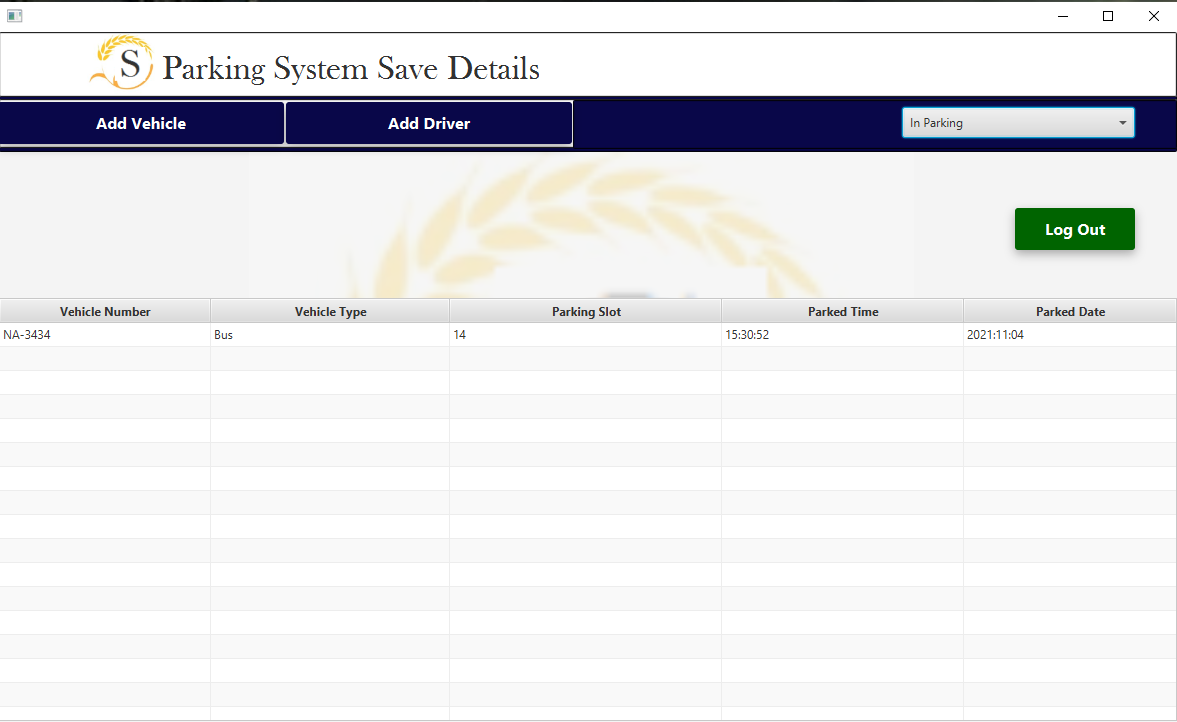 S Parking System Save Details
Add Vehicle Add Driver In Parking
Log Out
Vehicle Number Vehicle Type Parking Slot Parked Time Parked Date
NA-3434 Bus 14 15:30:52 2021:11:04